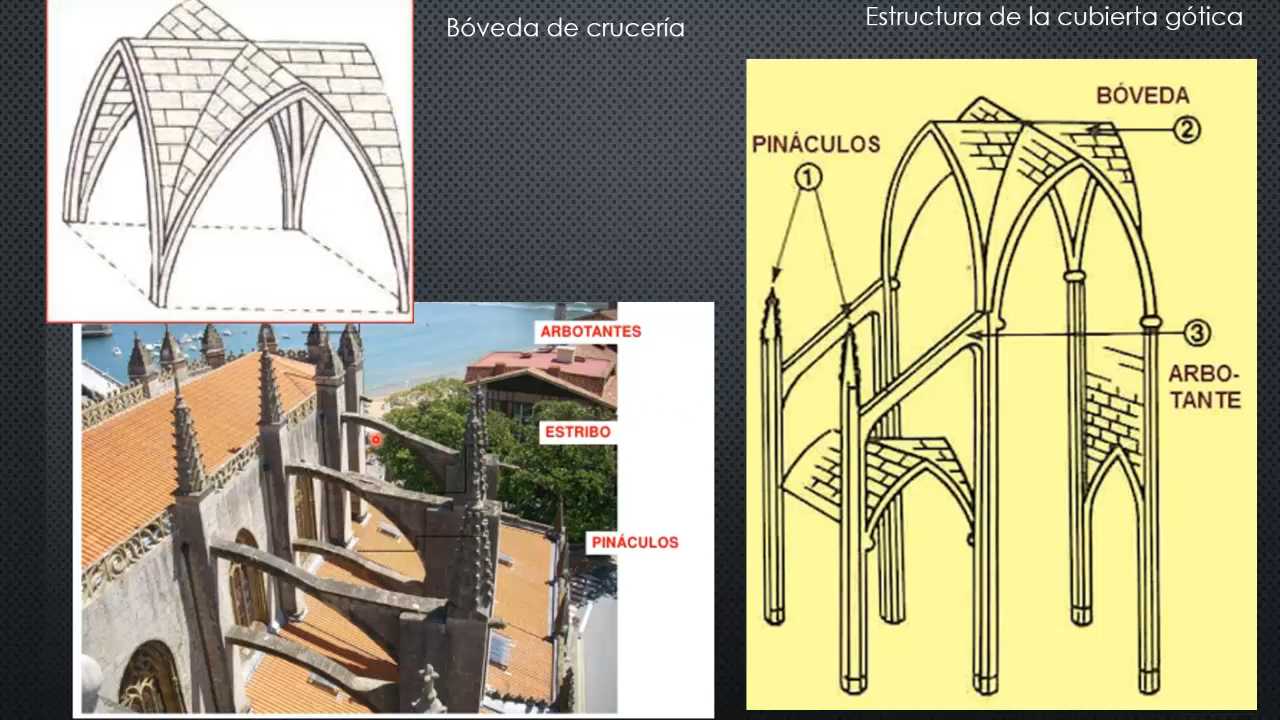 Bóveda de crucería
Estructura de la cubierta gótica
ARBOTANTES
ESTRIBO
PINÁCULOS
PINÁCULOS
1
BÓVEDA
2
3
ARBO-
TANTE